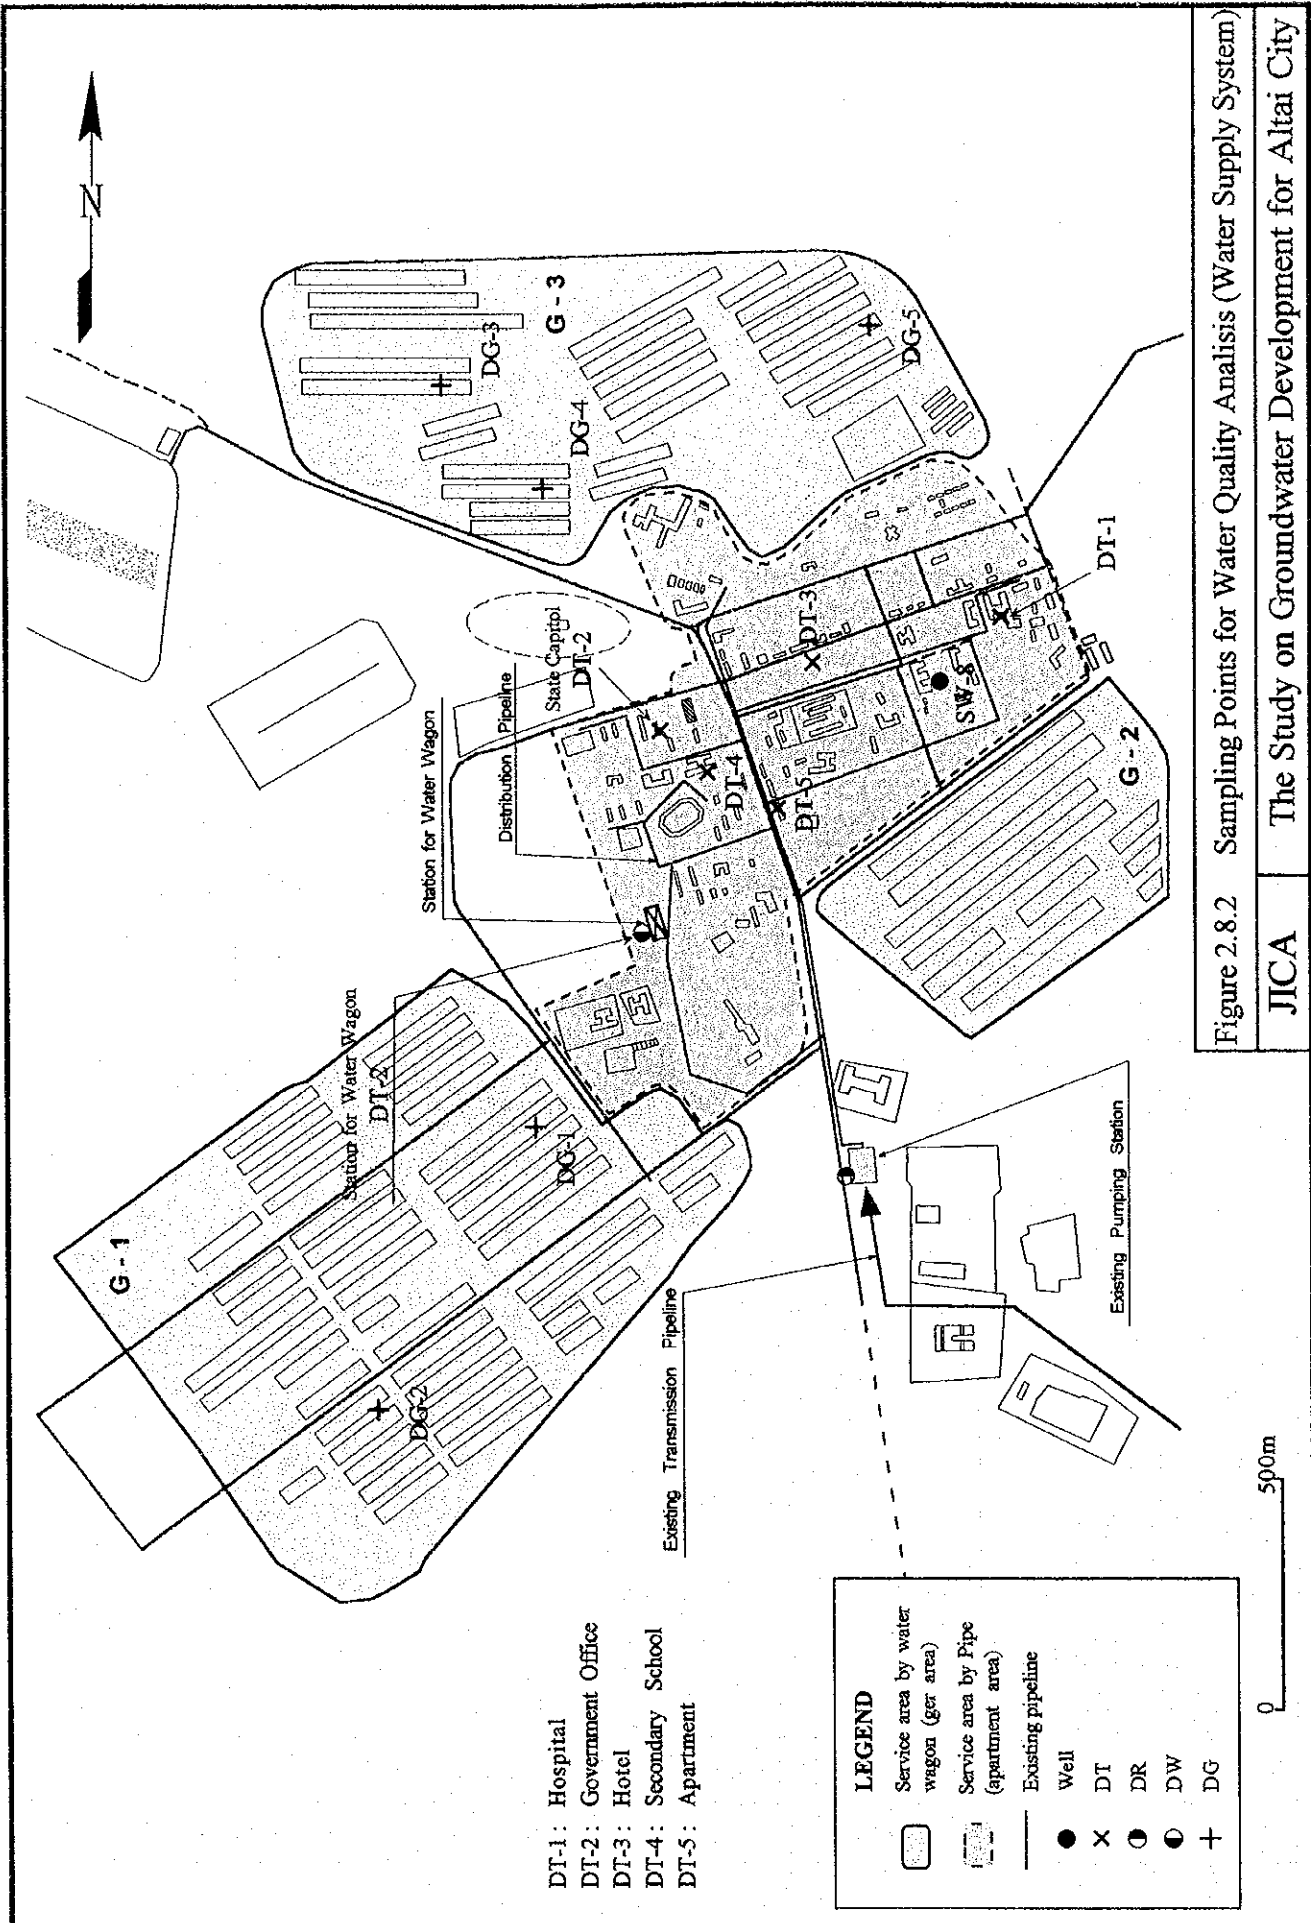 N
G - 3
DG-3
DG-4
DG-5
State Capitol
DT-2
Distribution Pipeline
Station for Water Wagon
DT-3
DT-1
DT-4
DT-5
G - 2
Station for Water Wagon
DT-2
G - 1
DG-1
DG-2
Existing Transmission Pipeline
Existing Pumping Station
DT-1 : Hospital
DT-2 : Government Office
DT-3 : Hotel
DT-4 : Secondary School
DT-5 : Apartment
LEGEND
Service area by water
wagon (ger area)
Service area by Pipe
(apartment area)
Existing pipeline
Well
DT
DR
DW
DG
0 500m
Figure 2.8.2 Sampling Points for Water Quality Analisis (Water Supply System)
JICA The Study on Groundwater Development for Altai City